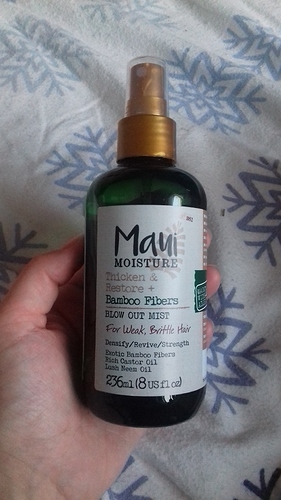 Maui
MOISTURE
Thicken &
Restore +
Bamboo Fibers
BLOW OUT MIST
For Weak, Brittle Hair
Densify/Revive/Strength
Exotic Bamboo Fibers
Rich Castor Oil
Lush Neem Oil
236ml (8 US fl oz)